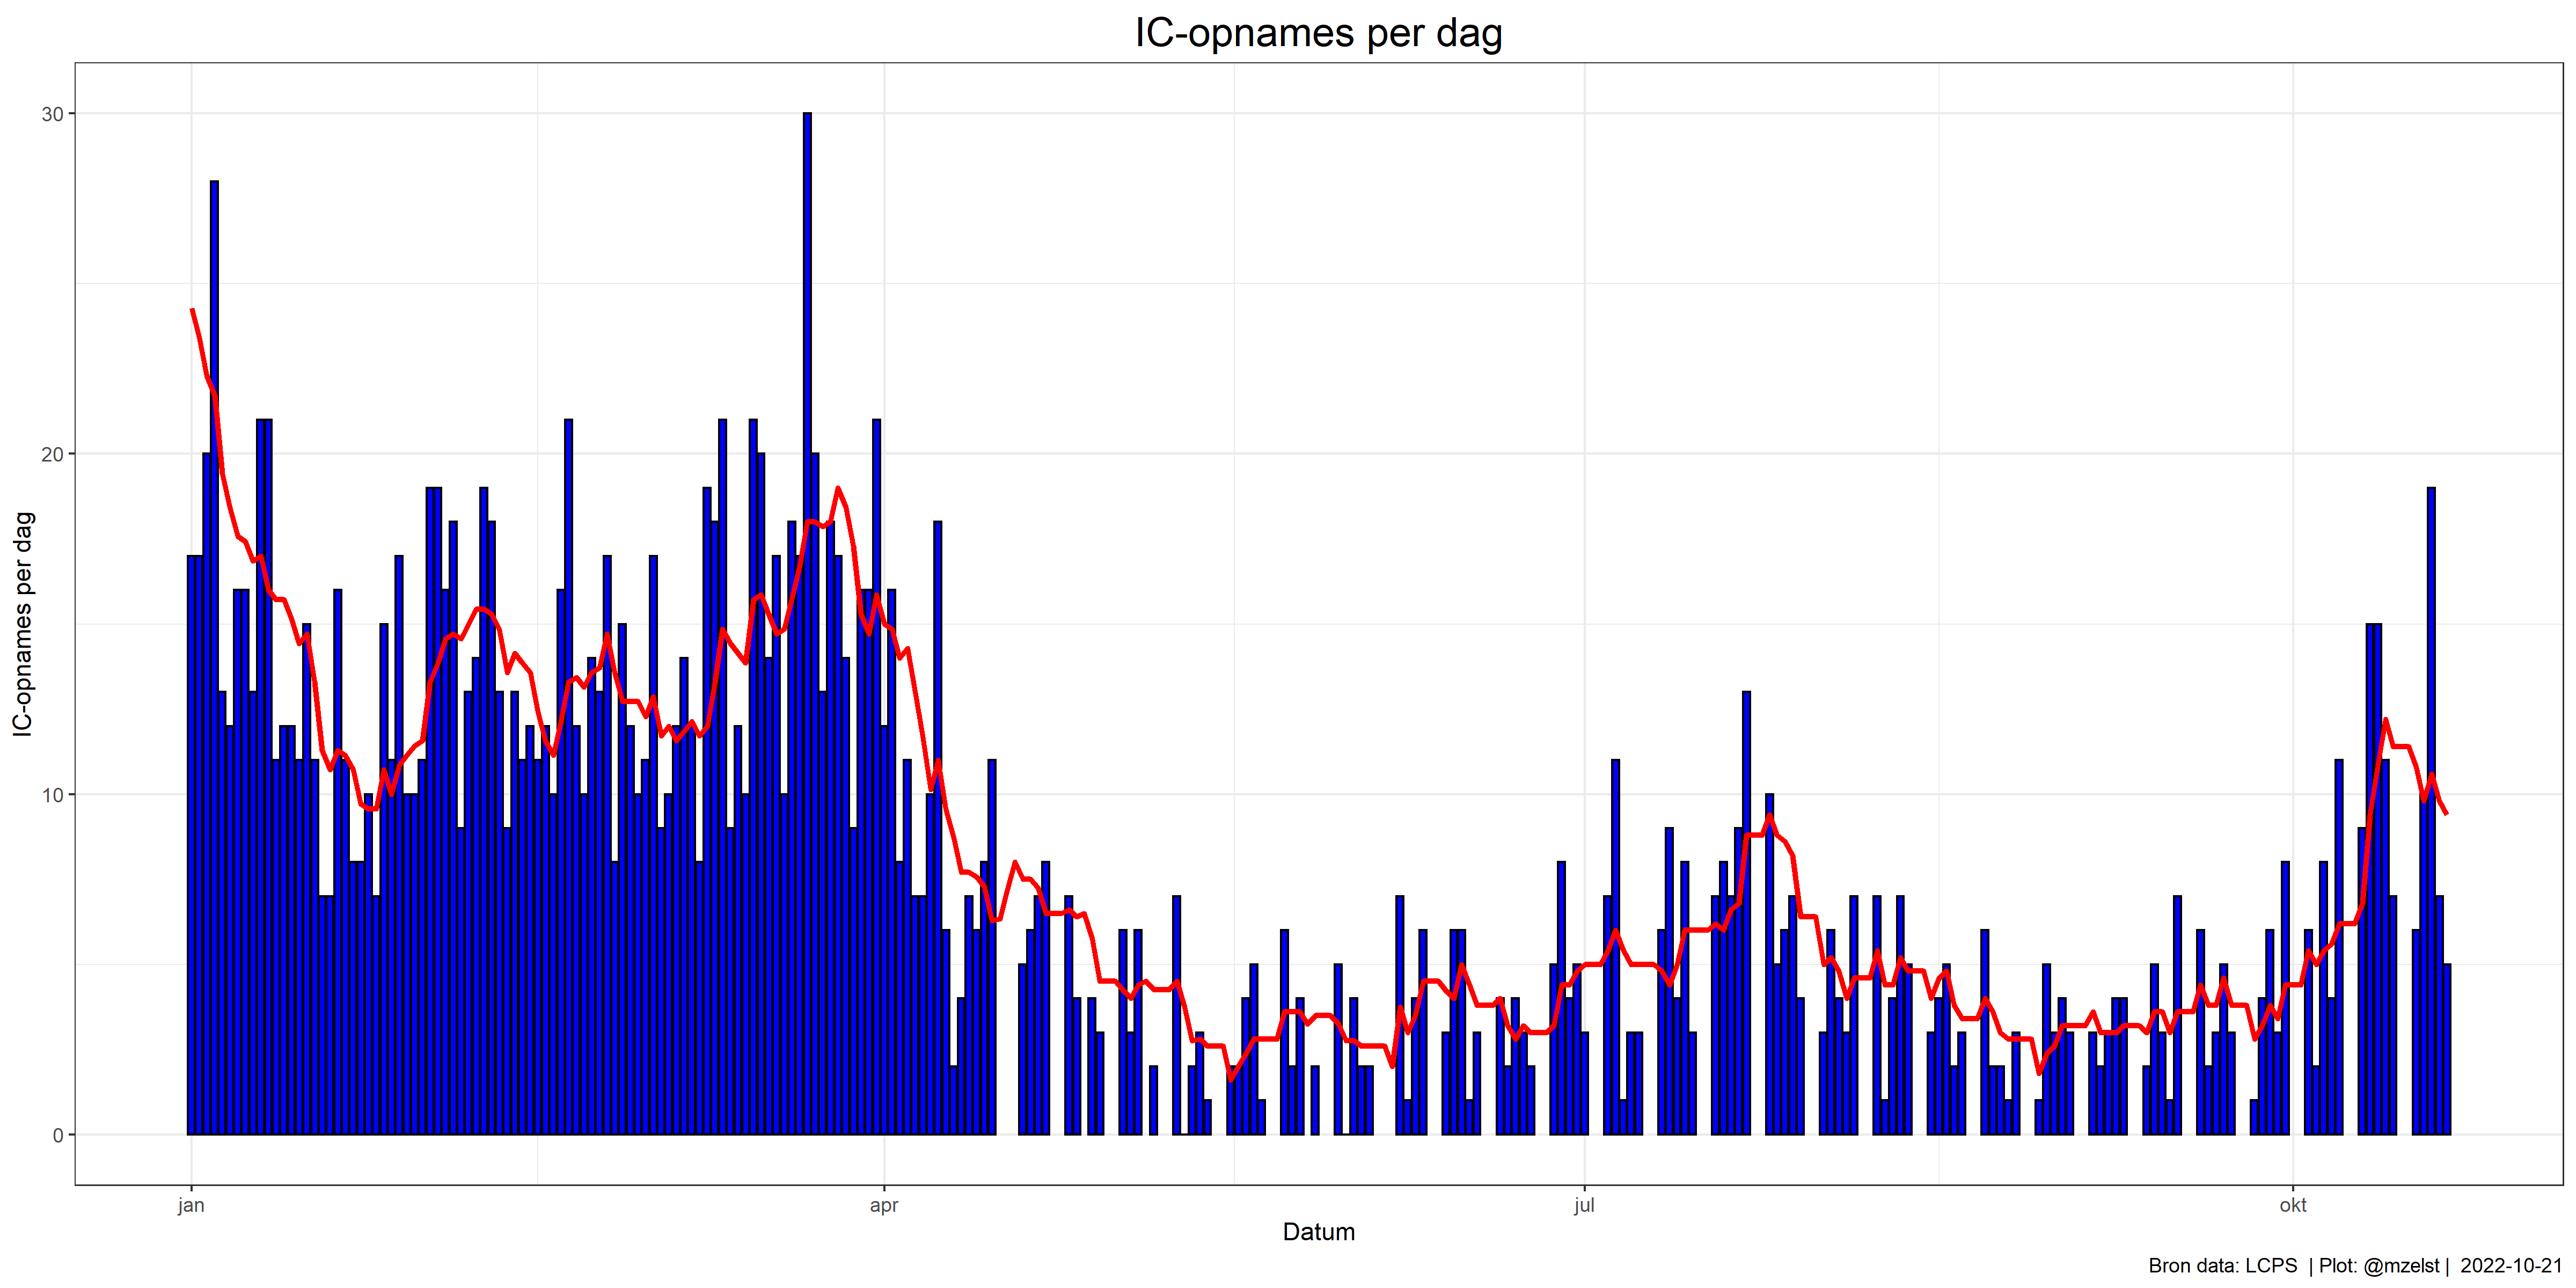 IC-opnames per dag
IC-opnames per dag
30
20
10
0
jan apr jul okt
Datum
Bron data: LCPS | Plot: @mzelst | 2022-10-21